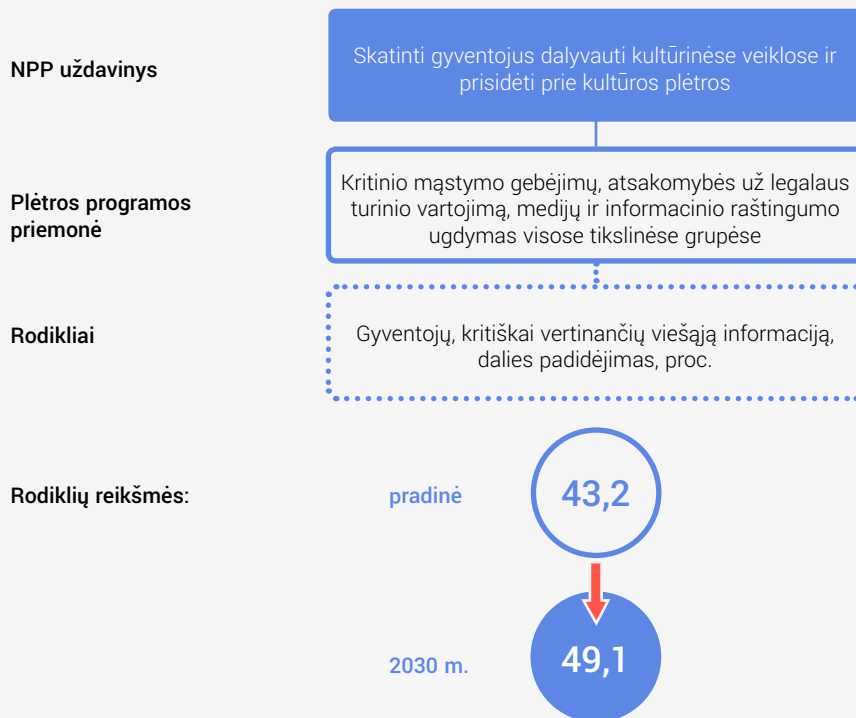 NPP uždavinys
Skatinti gyventojus dalyvauti kultūrinėse veiklose ir
prisidėti prie kultūros plėtros
Plėtros programos
priemonė
Kritinio mąstymo gebėjimų, atsakomybės už legalaus
turinio vartojimą, medijų ir informacinio raštingumo
ugdymas visose tikslinėse grupėse
Rodikliai
Gyventojų, kritiškai vertinančių viešąją informaciją,
dalies padidėjimas, proc.
Rodiklių reikšmės:
pradinė
43,2
2030 m.
49,1